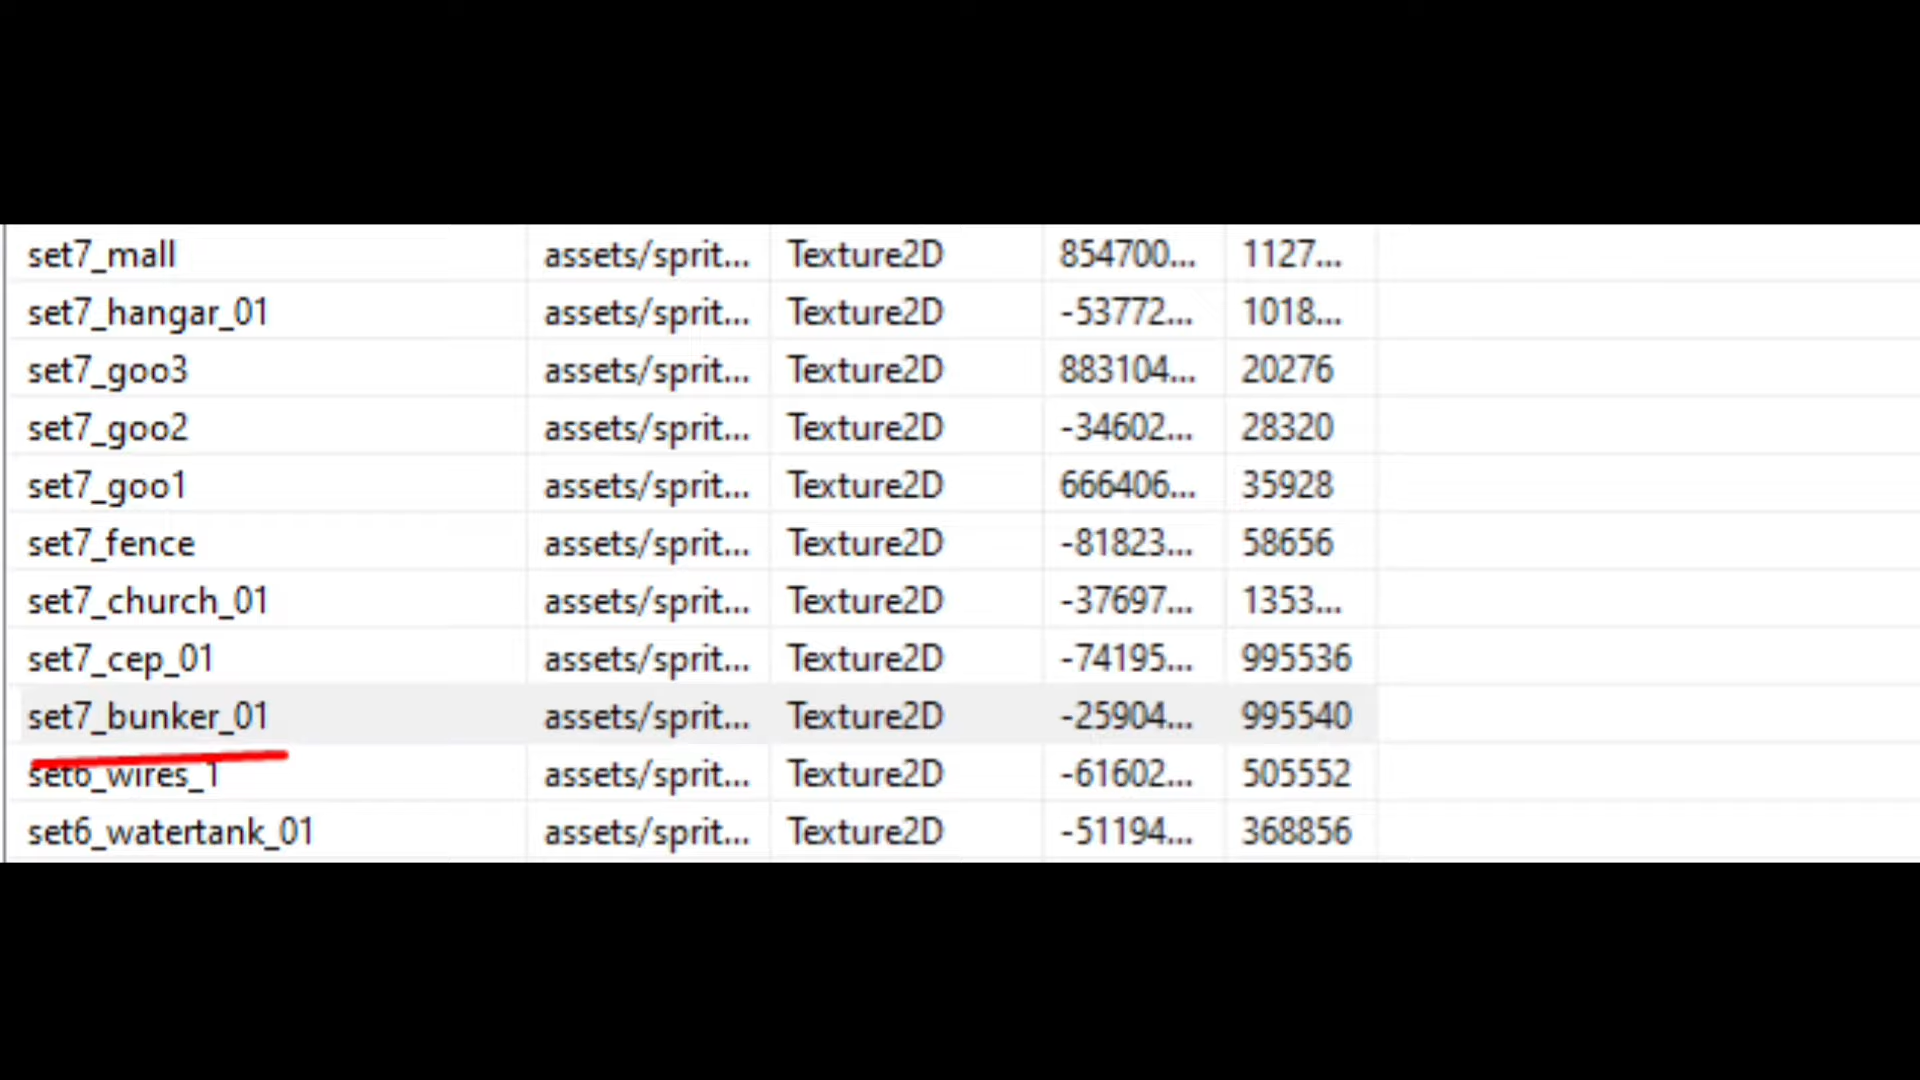 set7_mall assets/sprit... Texture2D 854700... 1127...
set7_hangar_01 assets/sprit... Texture2D -53772... 1018...
set7_goo3 assets/sprit... Texture2D 883104... 20276
set7_goo2 assets/sprit... Texture2D -34602... 28320
set7_goo1 assets/sprit... Texture2D 666406... 35928
set7_fence assets/sprit... Texture2D -81823... 58656
set7_church_01 assets/sprit... Texture2D -37697... 1353...
set7_cep_01 assets/sprit... Texture2D -74195... 995536
set7_bunker_01 assets/sprit... Texture2D -25904... 995540
set6_wires_1 assets/sprit... Texture2D -61602... 505552
set6_watertank_01 assets/sprit... Texture2D -51194... 368856